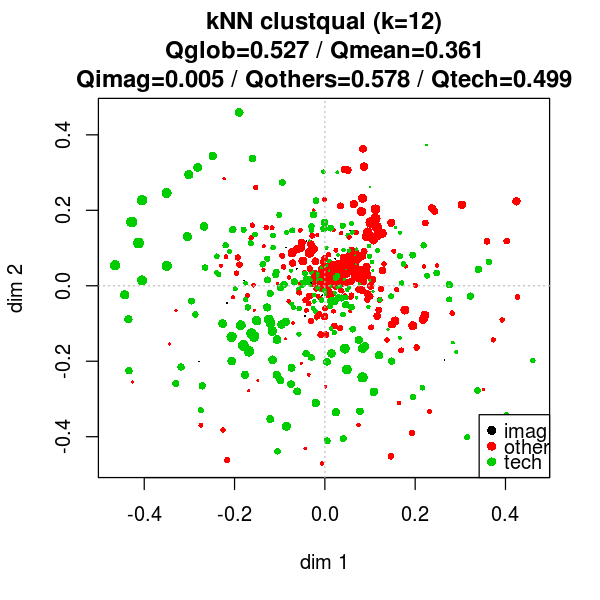 kNN clustqual (k=12)
Qglob=0.527 / Qmean=0.361
Qimag=0.005 / Qothers=0.578 / Qtech=0.499
0.4
0.2
0.0
-0.2
-0.4
dim 2
imag
other
tech
-0.4 -0.2 0.0 0.2 0.4
dim 1